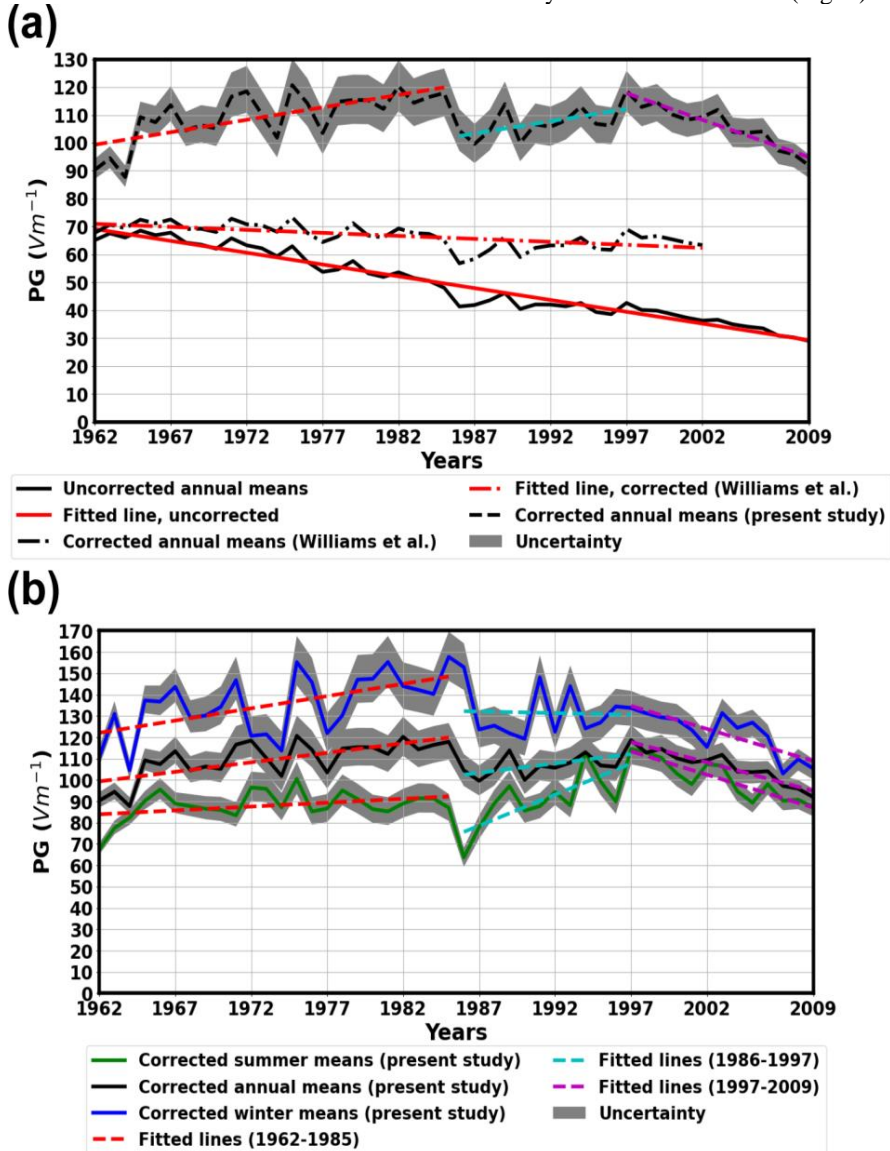 (a)
130
120
110
100
90
80
70
60
50
40
30
20
10
0
PG (Vm⁻¹)
1962 1967 1972 1977 1982 1987 1992 1997 2002 2009
Years
Uncorrected annual means
Fitted line, uncorrected
Corrected annual means (Williams et al.)
Fitted line, corrected (Williams et al.)
Corrected annual means (present study)
Uncertainty
(b)
170
160
150
140
130
120
110
100
90
80
70
60
50
40
30
20
10
0
PG (Vm⁻¹)
1962 1967 1972 1977 1982 1987 1992 1997 2002 2009
Years
Corrected summer means (present study)
Corrected annual means (present study)
Corrected winter means (present study)
Fitted lines (1962-1985)
Fitted lines (1986-1997)
Fitted lines (1997-2009)
Uncertainty